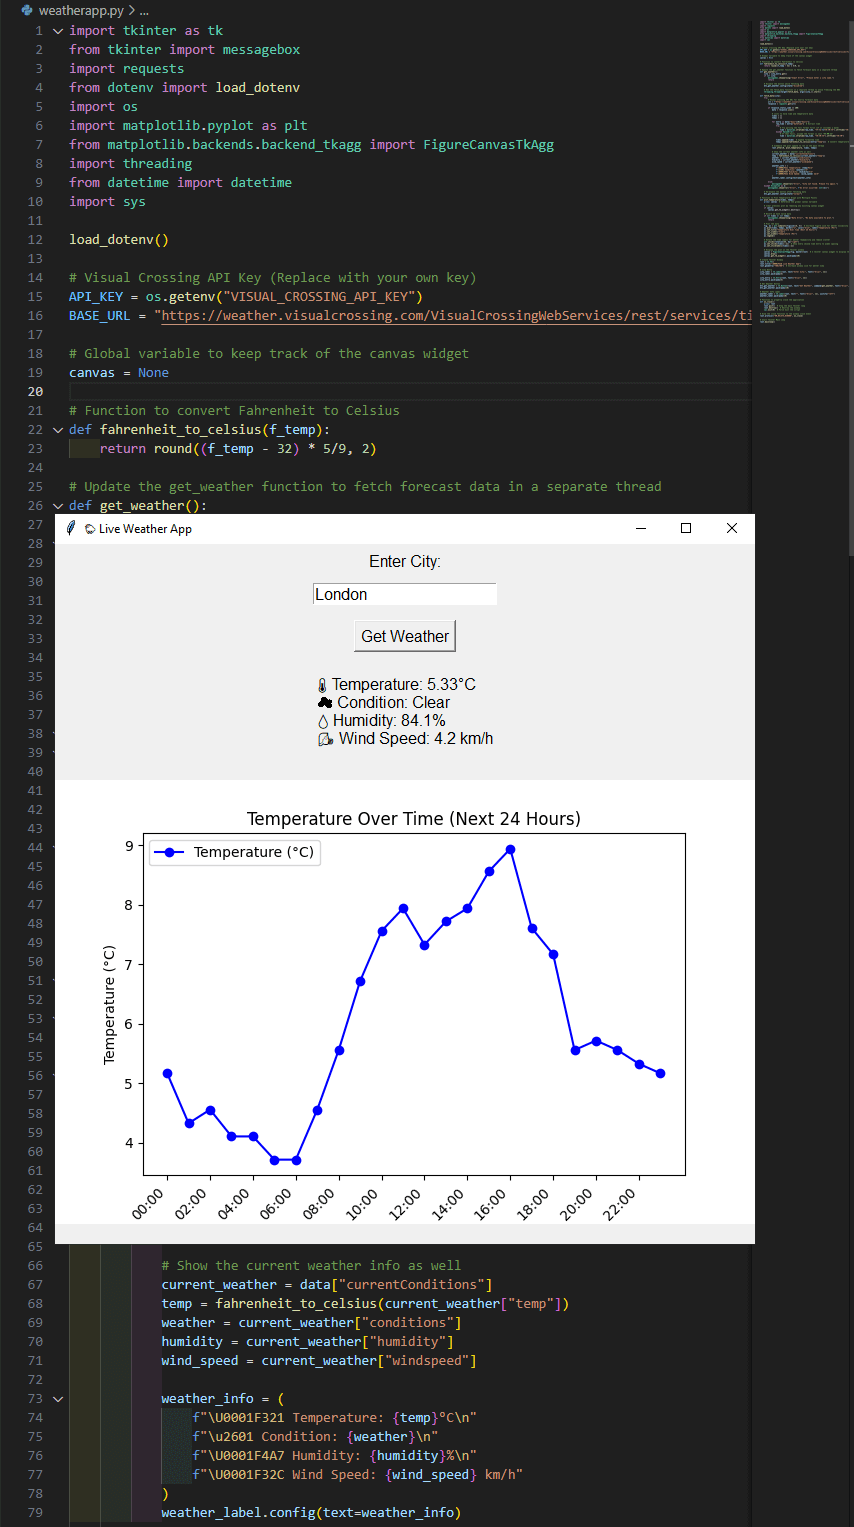 weatherapp.py > ...
1 import tkinter as tk
2 from tkinter import messagebox
3 import requests
4 from dotenv import load_dotenv
5 import os
6 import matplotlib.pyplot as plt
7 from matplotlib.backends.backend_tkagg import FigureCanvasTkAgg
8 import threading
9 from datetime import datetime
10 import sys
11
12 load_dotenv()
13
14 # Visual Crossing API Key (Replace with your own key)
15 API_KEY = os.getenv("VISUAL_CROSSING_API_KEY")
16 BASE_URL = "https://weather.visualcrossing.com/VisualCrossingWebServices/rest/services/ti
17
18 # Global variable to keep track of the canvas widget
19 canvas = None
20
21 # Function to convert Fahrenheit to Celsius
22 def fahrenheit_to_celsius(f_temp):
23 return round((f_temp - 32) * 5/9, 2)
24
25 # Update the get_weather function to fetch forecast data in a separate thread
26 def get_weather():
27
28
29
30
31
32
33
34
35
36
37
38
39
40
41
42
43
44
45
46
47
48
49
50
51
52
53
54
55
56
57
58
59
60
61
62
63
64
Live Weather App
Enter City:
London
Get Weather
🌡 Temperature: 5.33°C
☁ Condition: Clear
💧 Humidity: 84.1%
🌬 Wind Speed: 4.2 km/h
Temperature Over Time (Next 24 Hours)
Temperature (°C)
Temperature (°C)
9
8
7
6
5
4
00:00 02:00 04:00 06:00 08:00 10:00 12:00 14:00 16:00 18:00 20:00 22:00
65
66 # Show the current weather info as well
67 current_weather = data["currentConditions"]
68 temp = fahrenheit_to_celsius(current_weather["temp"])
69 weather = current_weather["conditions"]
70 humidity = current_weather["humidity"]
71 wind_speed = current_weather["windspeed"]
72
73 weather_info = (
74 f"\U0001F321 Temperature: {temp}°C\n"
75 f"\u2601 Condition: {weather}\n"
76 f"\U0001F4A7 Humidity: {humidity}%\n"
77 f"\U0001F32C Wind Speed: {wind_speed} km/h"
78 )
79 weather_label.config(text=weather_info)